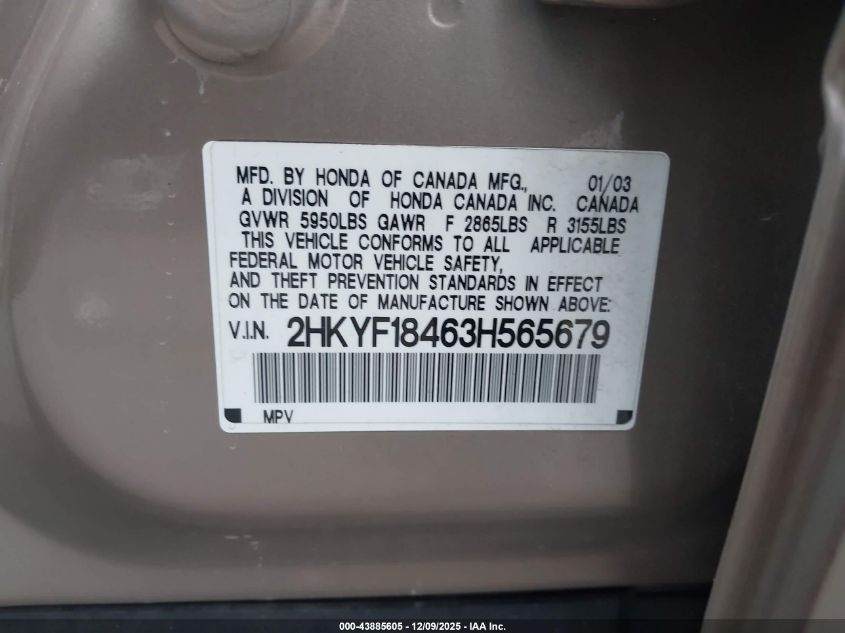 MFD. BY HONDA OF CANADA MFG., 01/03
A DIVISION OF HONDA CANADA INC. CANADA
GVWR 5950LBS GAWR F 2865LBS R 3155LBS
THIS VEHICLE CONFORMS TO ALL APPLICABLE
FEDERAL MOTOR VEHICLE SAFETY,
AND THEFT PREVENTION STANDARDS IN EFFECT
ON THE DATE OF MANUFACTURE SHOWN ABOVE:
V.I.N. 2HKYF18463H565679
MPV
000-43885605 - 12/09/2025 - IAA Inc.